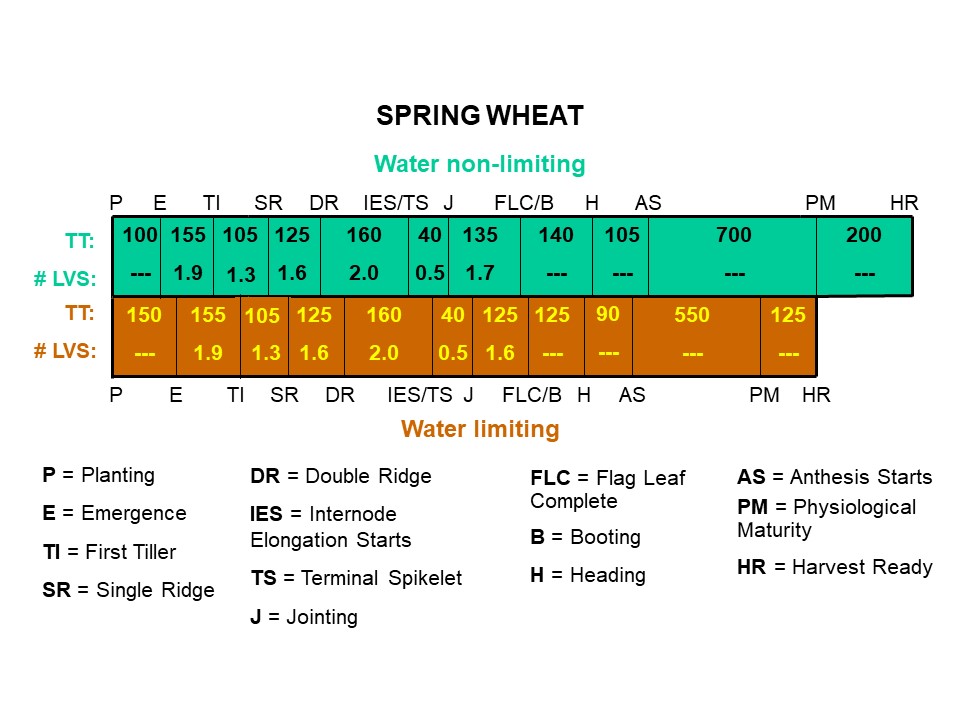 SPRING WHEAT
Water non-limiting
P E TI SR DR IES/TS J FLC/B H AS PM HR
TT: 100 155 105 125 160 40 135 140 105 700 200
# LVS: --- 1.9 1.3 1.6 2.0 0.5 1.7 --- --- --- ---
TT: 150 155 105 125 160 40 125 125 90 550 125
# LVS: --- 1.9 1.3 1.6 2.0 0.5 1.6 --- --- --- ---
P E TI SR DR IES/TS J FLC/B H AS PM HR
Water limiting
P = Planting
E = Emergence
TI = First Tiller
SR = Single Ridge
DR = Double Ridge
IES = Internode
Elongation Starts
TS = Terminal Spikelet
J = Jointing
FLC = Flag Leaf
Complete
B = Booting
H = Heading
AS = Anthesis Starts
PM = Physiological
Maturity
HR = Harvest Ready